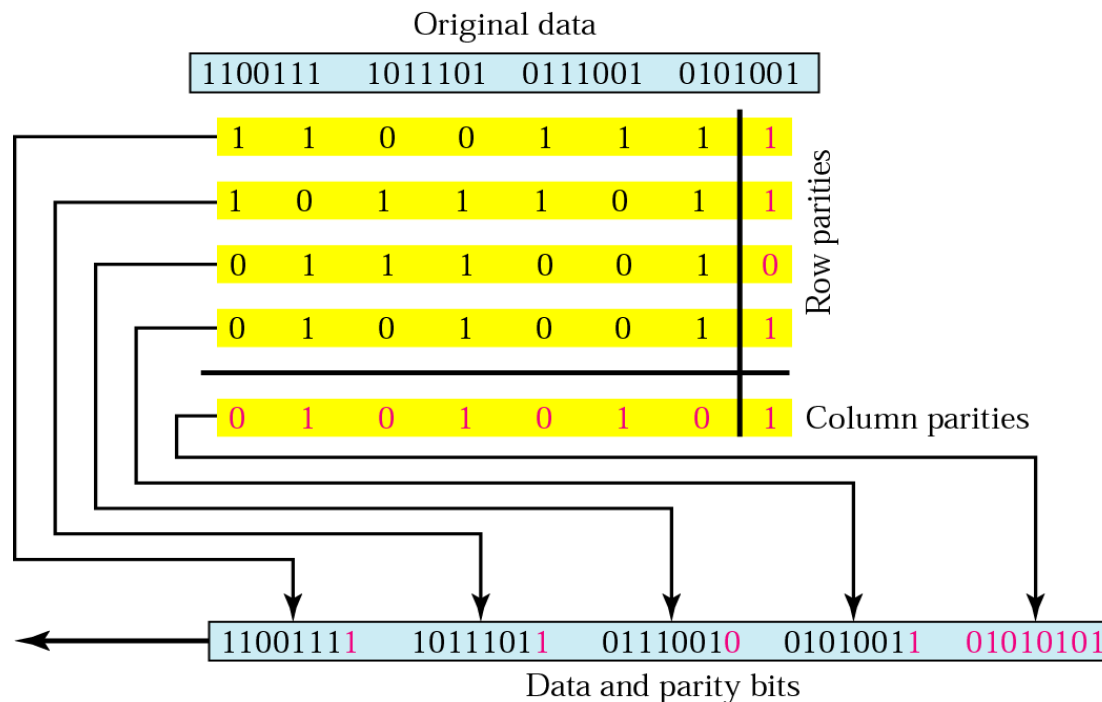 Original data
1100111 1011101 0111001 0101001
1 1 0 0 1 1 1 1
1 0 1 1 1 0 1 1
0 1 1 1 0 0 1 0
0 1 0 1 0 0 1 1
Row parities
0 1 0 1 0 1 0 1 Column parities
11001111 10111011 01110010 01010011 01010101
Data and parity bits